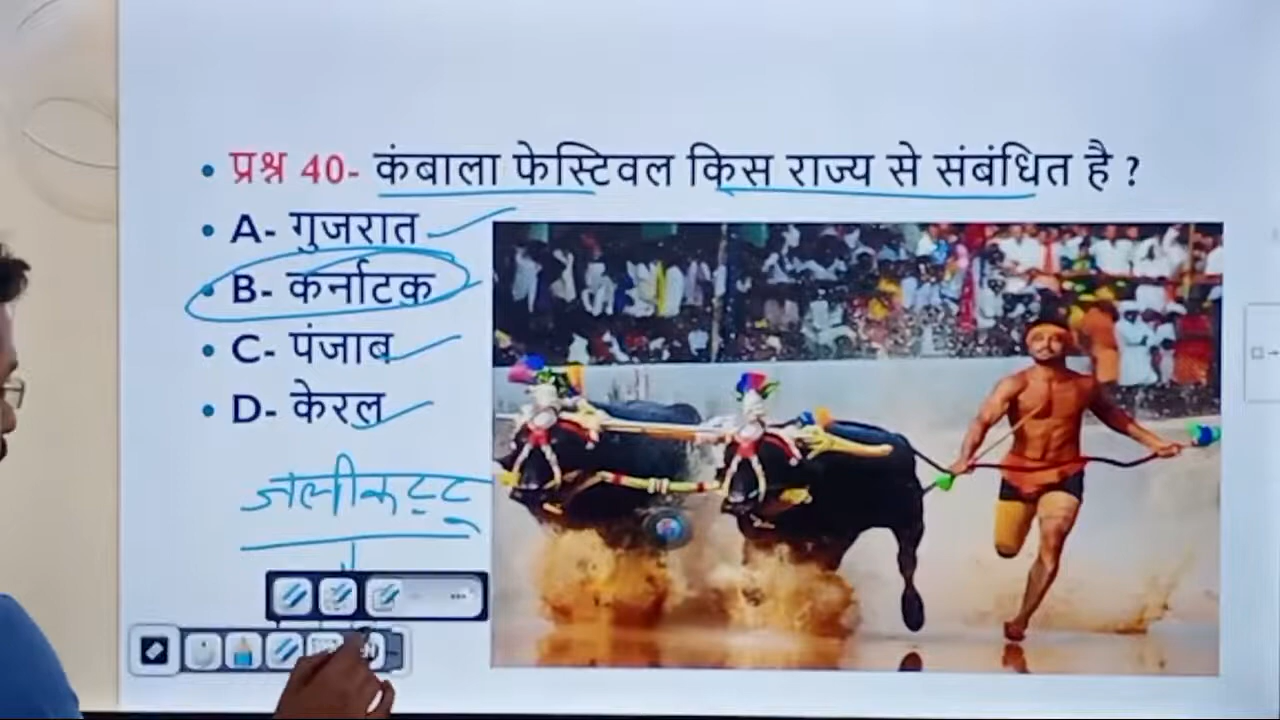 • प्रश्न 40- कंबाला फेस्टिवल किस राज्य से संबंधित है ?
• A- गुजरात
• B- कर्नाटक
• C- पंजाब
• D- केरल
जलीकट्टू